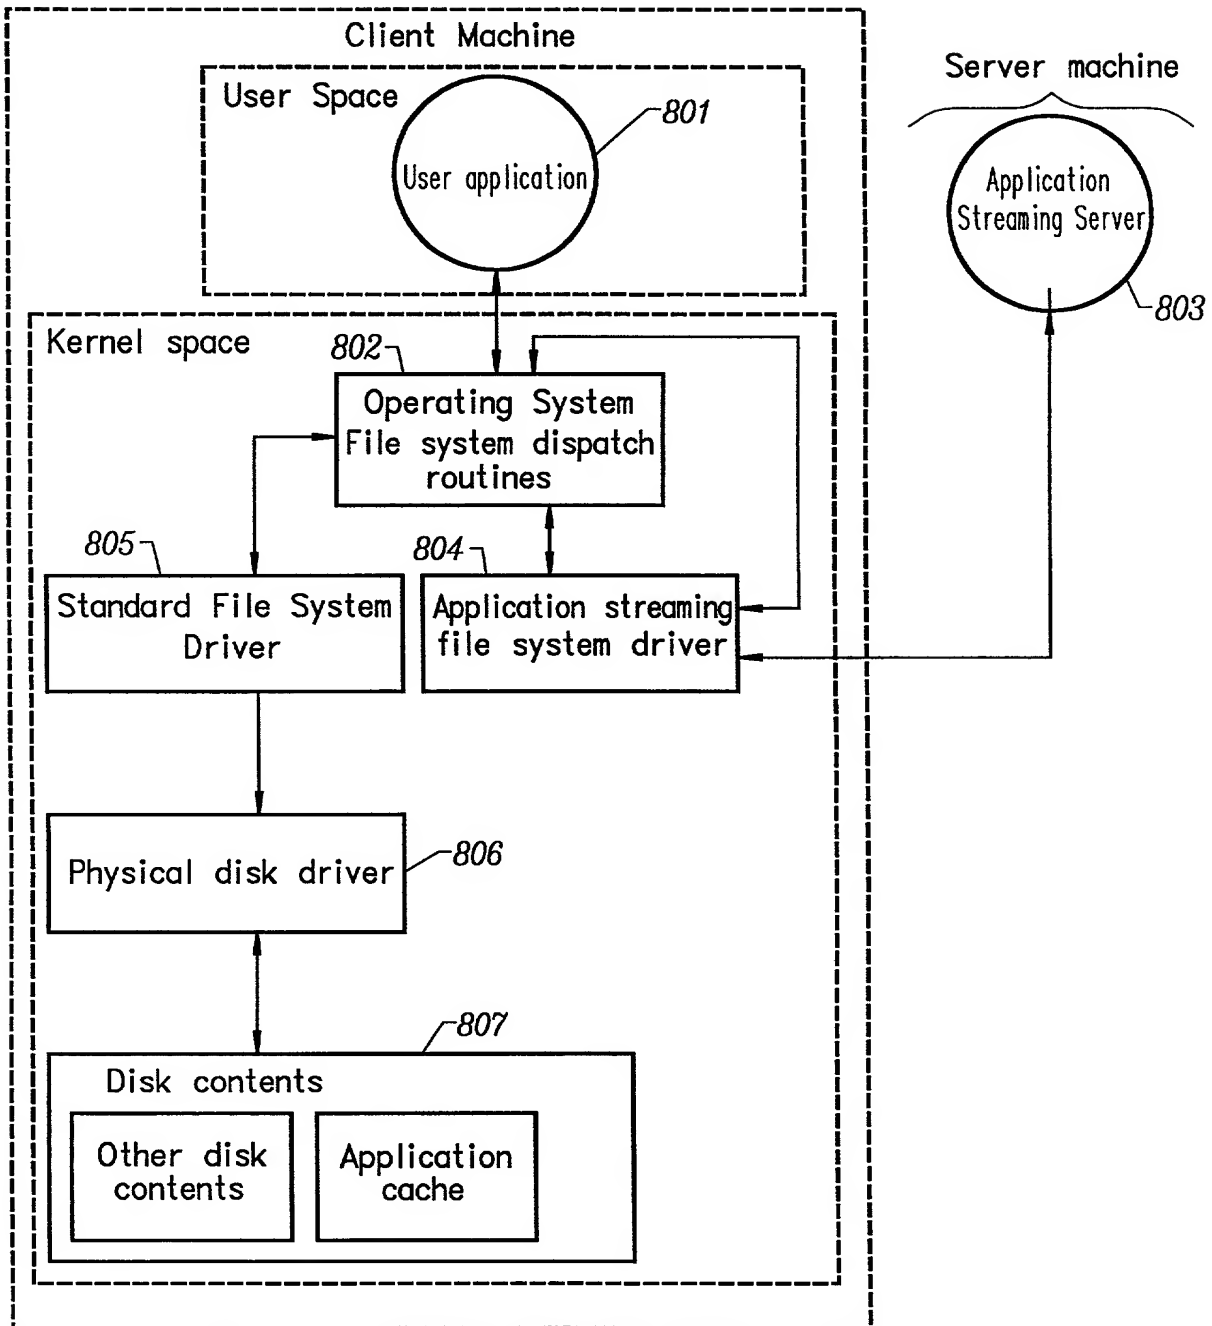 Client Machine
Server machine
User Space
801
User application
Application
Streaming Server
803
Kernel space
802
Operating System
File system dispatch
routines
805
804
Standard File System
Driver
Application streaming
file system driver
Physical disk driver
806
807
Disk contents
Other disk
contents
Application
cache